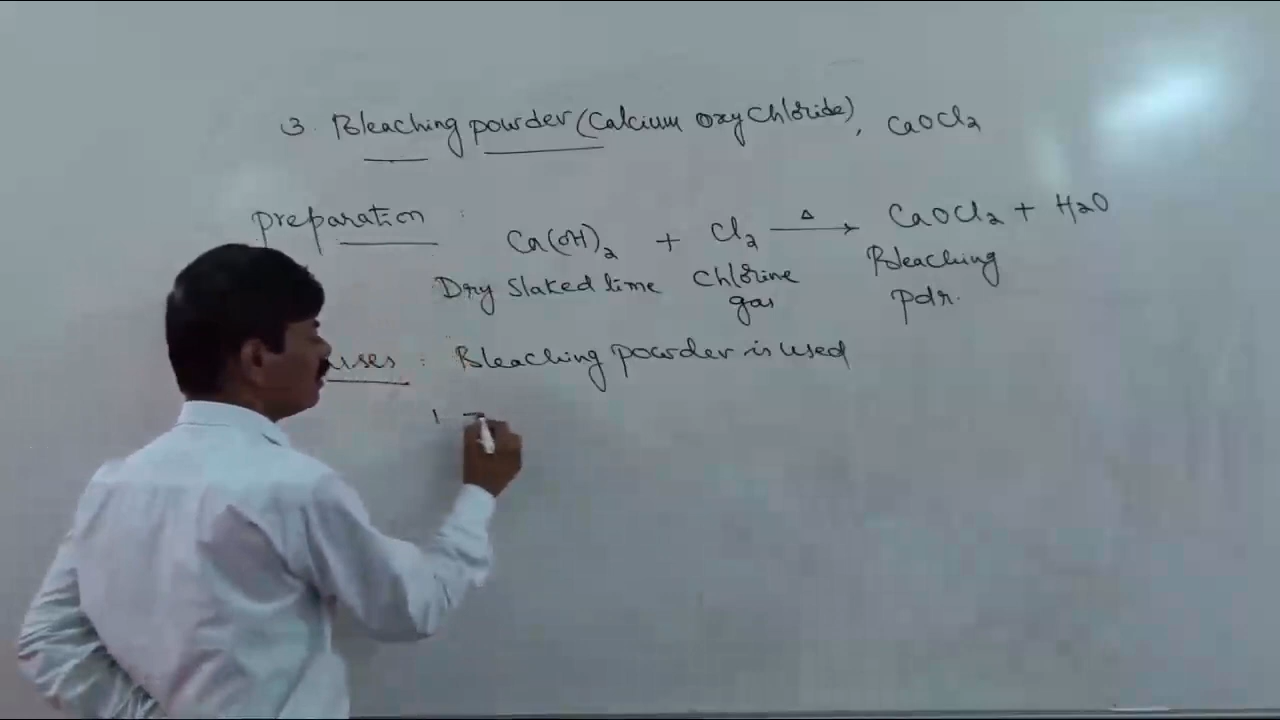 3. Bleaching powder (Calcium oxychloride), CaOCl₂
preparation :
Ca(OH)₂ + Cl₂ →(Δ) CaOCl₂ + H₂O
Dry Slaked lime Chlorine gas Bleaching pdr.
uses : Bleaching powder is used
1